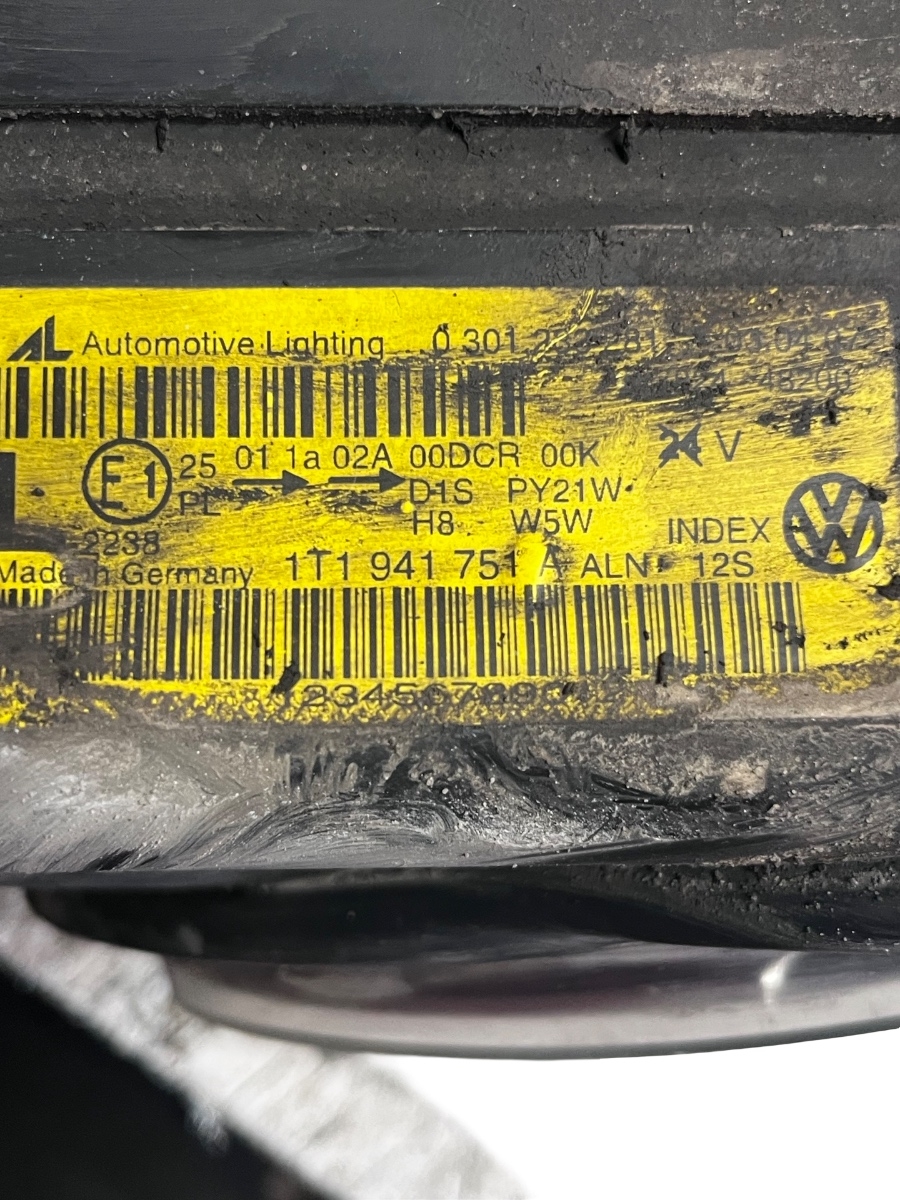 AL Automotive Lighting 0 301
E1 25 01 1a 02A 00DCR 00K 24 V
PL D1S PY21W
H8 W5W
2238 INDEX
Made in Germany 1T1 941 751 A ALN 12S